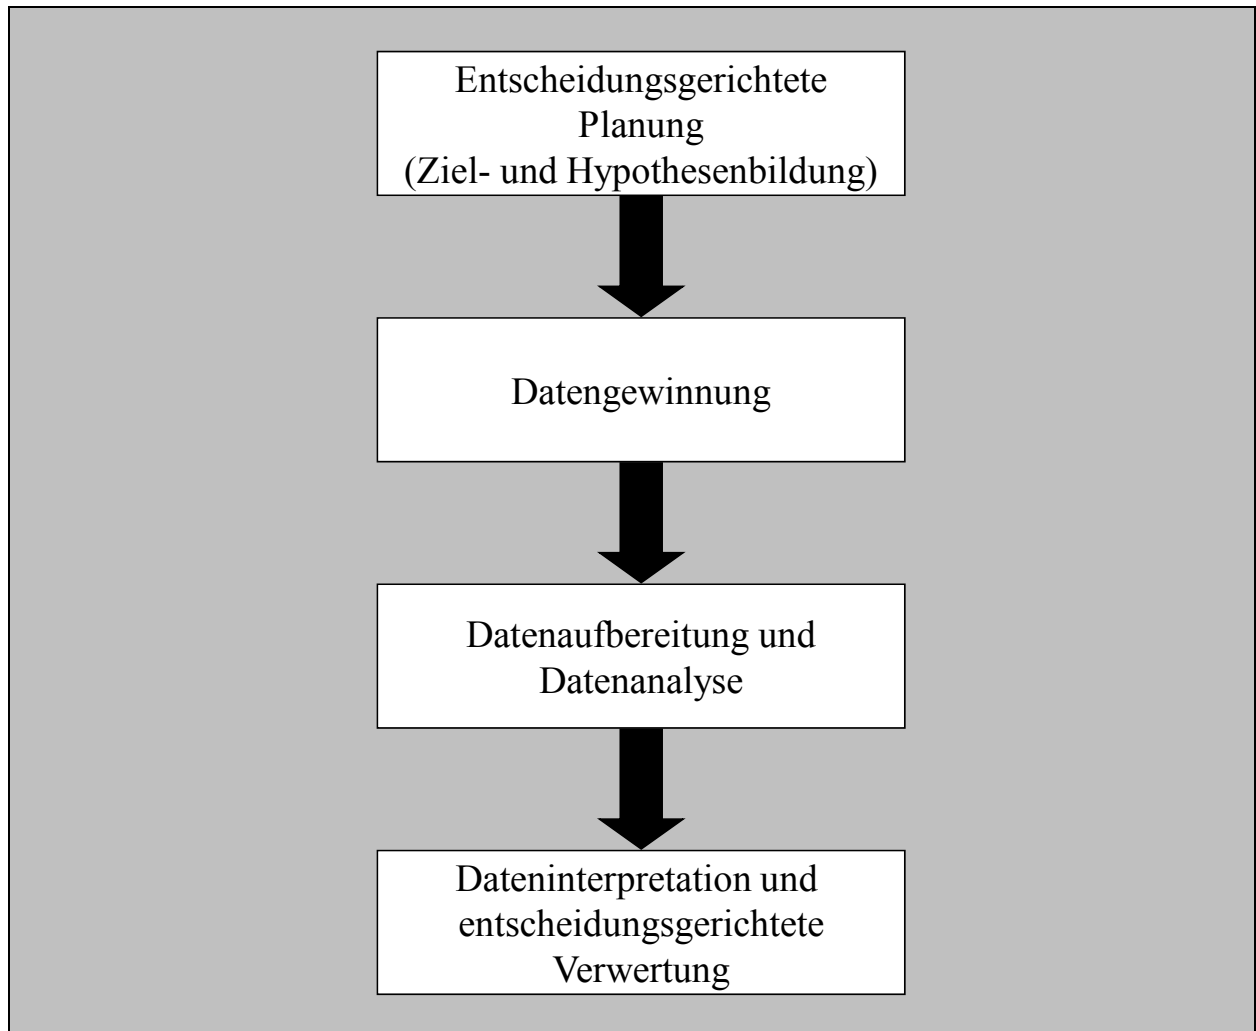 Entscheidungsgerichtete
Planung
(Ziel- und Hypothesenbildung)
Datengewinnung
Datenaufbereitung und
Datenanalyse
Dateninterpretation und
entscheidungsgerichtete
Verwertung